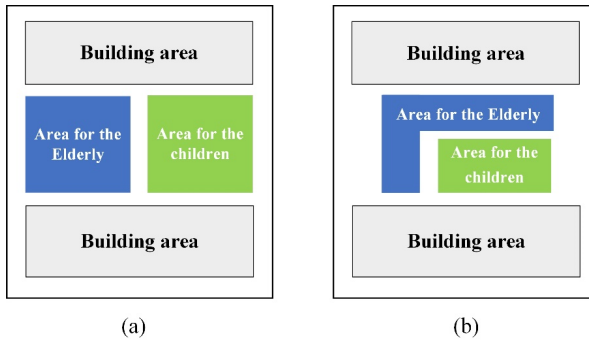 Building area
Area for the
Elderly
Area for the
children
Building area
(a)
Building area
Area for the Elderly
Area for the
children
Building area
(b)